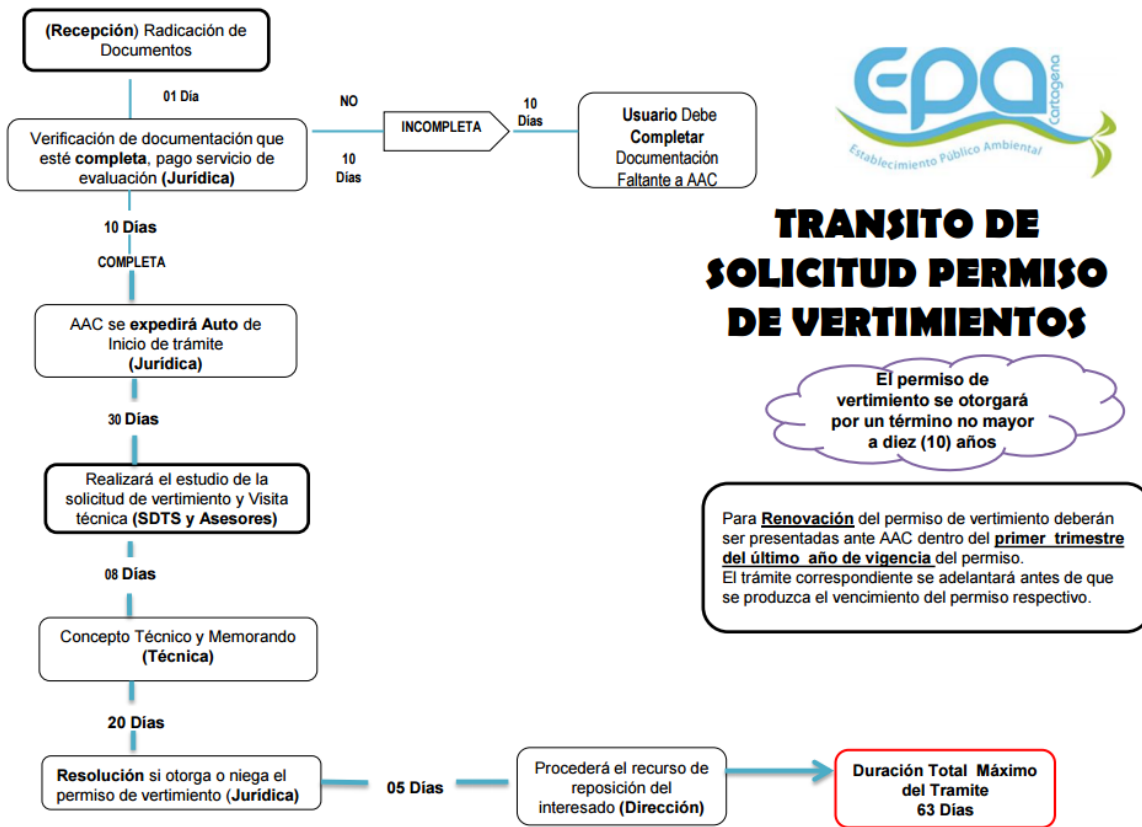 (Recepción) Radicación de
Documentos
01 Día
Verificación de documentación que
esté completa, pago servicio de
evaluación (Jurídica)
NO
10
Días
INCOMPLETA
10
Días
Usuario Debe
Completar
Documentación
Faltante a AAC
10 Días
COMPLETA
AAC se expedirá Auto de
Inicio de trámite
(Jurídica)
30 Días
Realizará el estudio de la
solicitud de vertimiento y Visita
técnica (SDTS y Asesores)
08 Días
Concepto Técnico y Memorando
(Técnica)
20 Días
Resolución si otorga o niega el
permiso de vertimiento (Jurídica)
05 Días
Procederá el recurso de
reposición del
interesado (Dirección)
Duración Total Máximo
del Tramite
63 Días
epa
Cartagena
Establecimiento Público Ambiental
TRANSITO DE
SOLICITUD PERMISO
DE VERTIMIENTOS
El permiso de
vertimiento se otorgará
por un término no mayor
a diez (10) años
Para Renovación del permiso de vertimiento deberán
ser presentadas ante AAC dentro del primer trimestre
del último año de vigencia del permiso.
El trámite correspondiente se adelantará antes de que
se produzca el vencimiento del permiso respectivo.